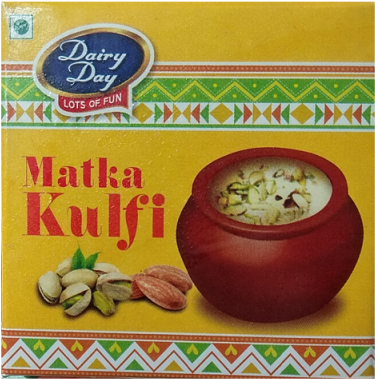 Dairy
Day
LOTS OF FUN
Matka
Kulfi